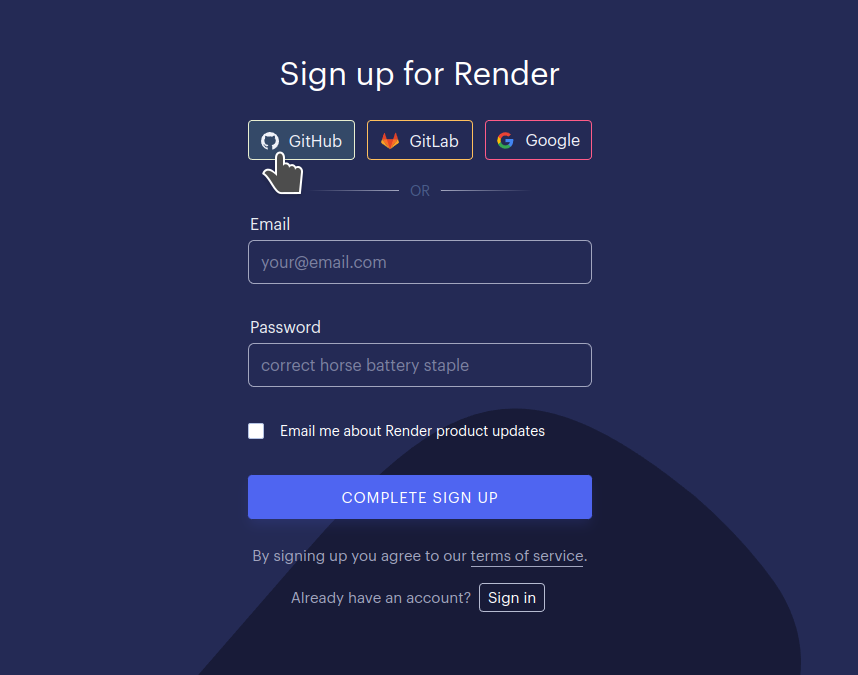 Sign up for Render
GitHub GitLab Google
OR
Email
your@email.com
Password
correct horse battery staple
Email me about Render product updates
COMPLETE SIGN UP
By signing up you agree to our terms of service.
Already have an account? Sign in